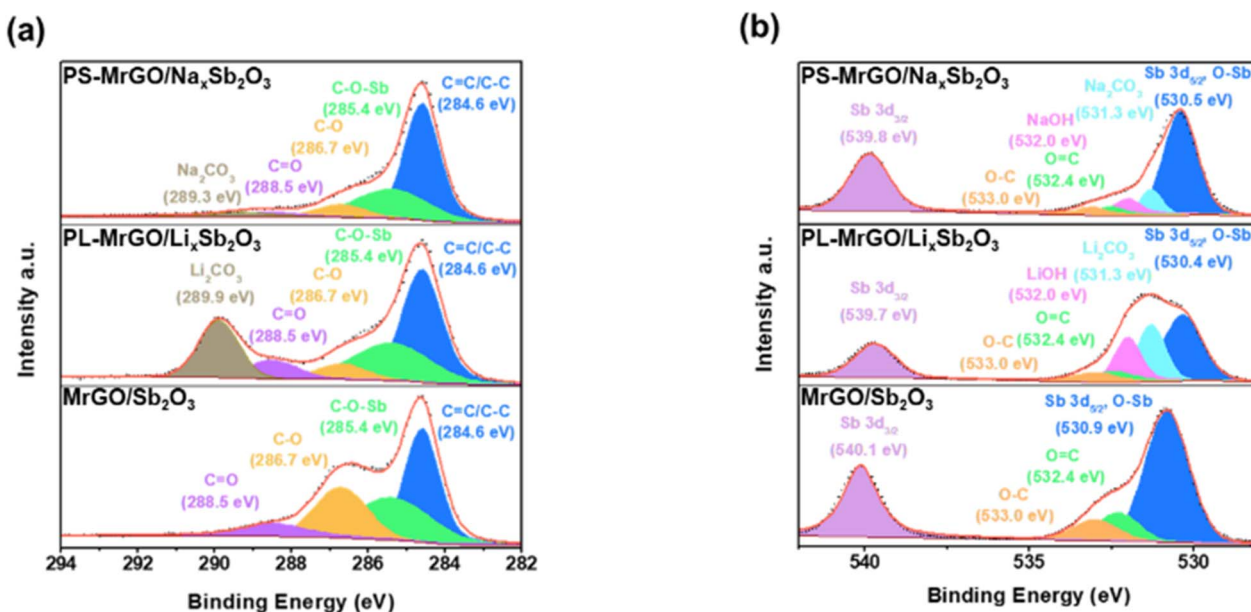 (a)
PS-MrGO/NaₓSb₂O₃
C-O-Sb
(285.4 eV)
C=C/C-C
(284.6 eV)
C-O
(286.7 eV)
C=O
(288.5 eV)
Na₂CO₃
(289.3 eV)
PL-MrGO/LiₓSb₂O₃
Li₂CO₃
(289.9 eV)
C=O
(288.5 eV)
C-O
(286.7 eV)
C-O-Sb
(285.4 eV)
C=C/C-C
(284.6 eV)
MrGO/Sb₂O₃
C=O
(288.5 eV)
C-O
(286.7 eV)
C-O-Sb
(285.4 eV)
C=C/C-C
(284.6 eV)
Intensity a.u.
294 292 290 288 286 284 282
Binding Energy (eV)
(b)
PS-MrGO/NaₓSb₂O₃
Sb 3d₃/₂
(539.8 eV)
O-C
(533.0 eV)
O=C
(532.4 eV)
NaOH
(532.0 eV)
Na₂CO₃
(531.3 eV)
Sb 3d₅/₂, O-Sb
(530.5 eV)
PL-MrGO/LiₓSb₂O₃
Sb 3d₃/₂
(539.7 eV)
O-C
(533.0 eV)
O=C
(532.4 eV)
LiOH
(532.0 eV)
Li₂CO₃
(531.3 eV)
Sb 3d₅/₂, O-Sb
(530.4 eV)
MrGO/Sb₂O₃
Sb 3d₃/₂
(540.1 eV)
O-C
(533.0 eV)
O=C
(532.4 eV)
Sb 3d₅/₂, O-Sb
(530.9 eV)
Intensity a.u.
540 535 530
Binding Energy (eV)